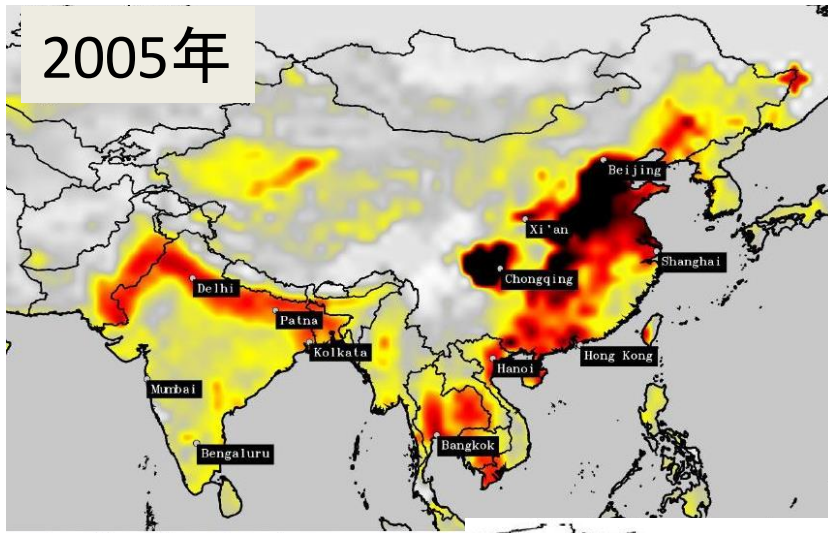 2005年
Beijing
Xi'an
Shanghai
Chongqing
Delhi
Patna
Kolkata
Hong Kong
Hanoi
Mumbai
Bangkok
Bengaluru